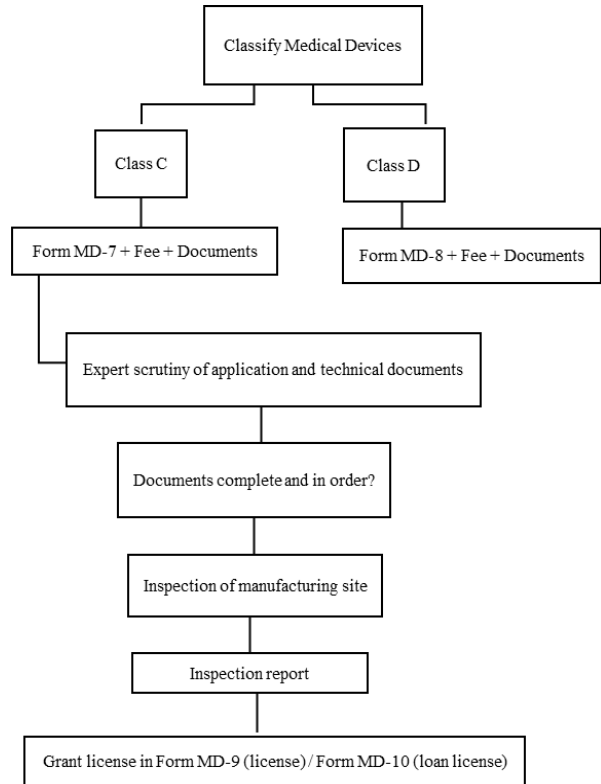 Classify Medical Devices
Class C
Class D
Form MD-7 + Fee + Documents
Form MD-8 + Fee + Documents
Expert scrutiny of application and technical documents
Documents complete and in order?
Inspection of manufacturing site
Inspection report
Grant license in Form MD-9 (license) / Form MD-10 (loan license)